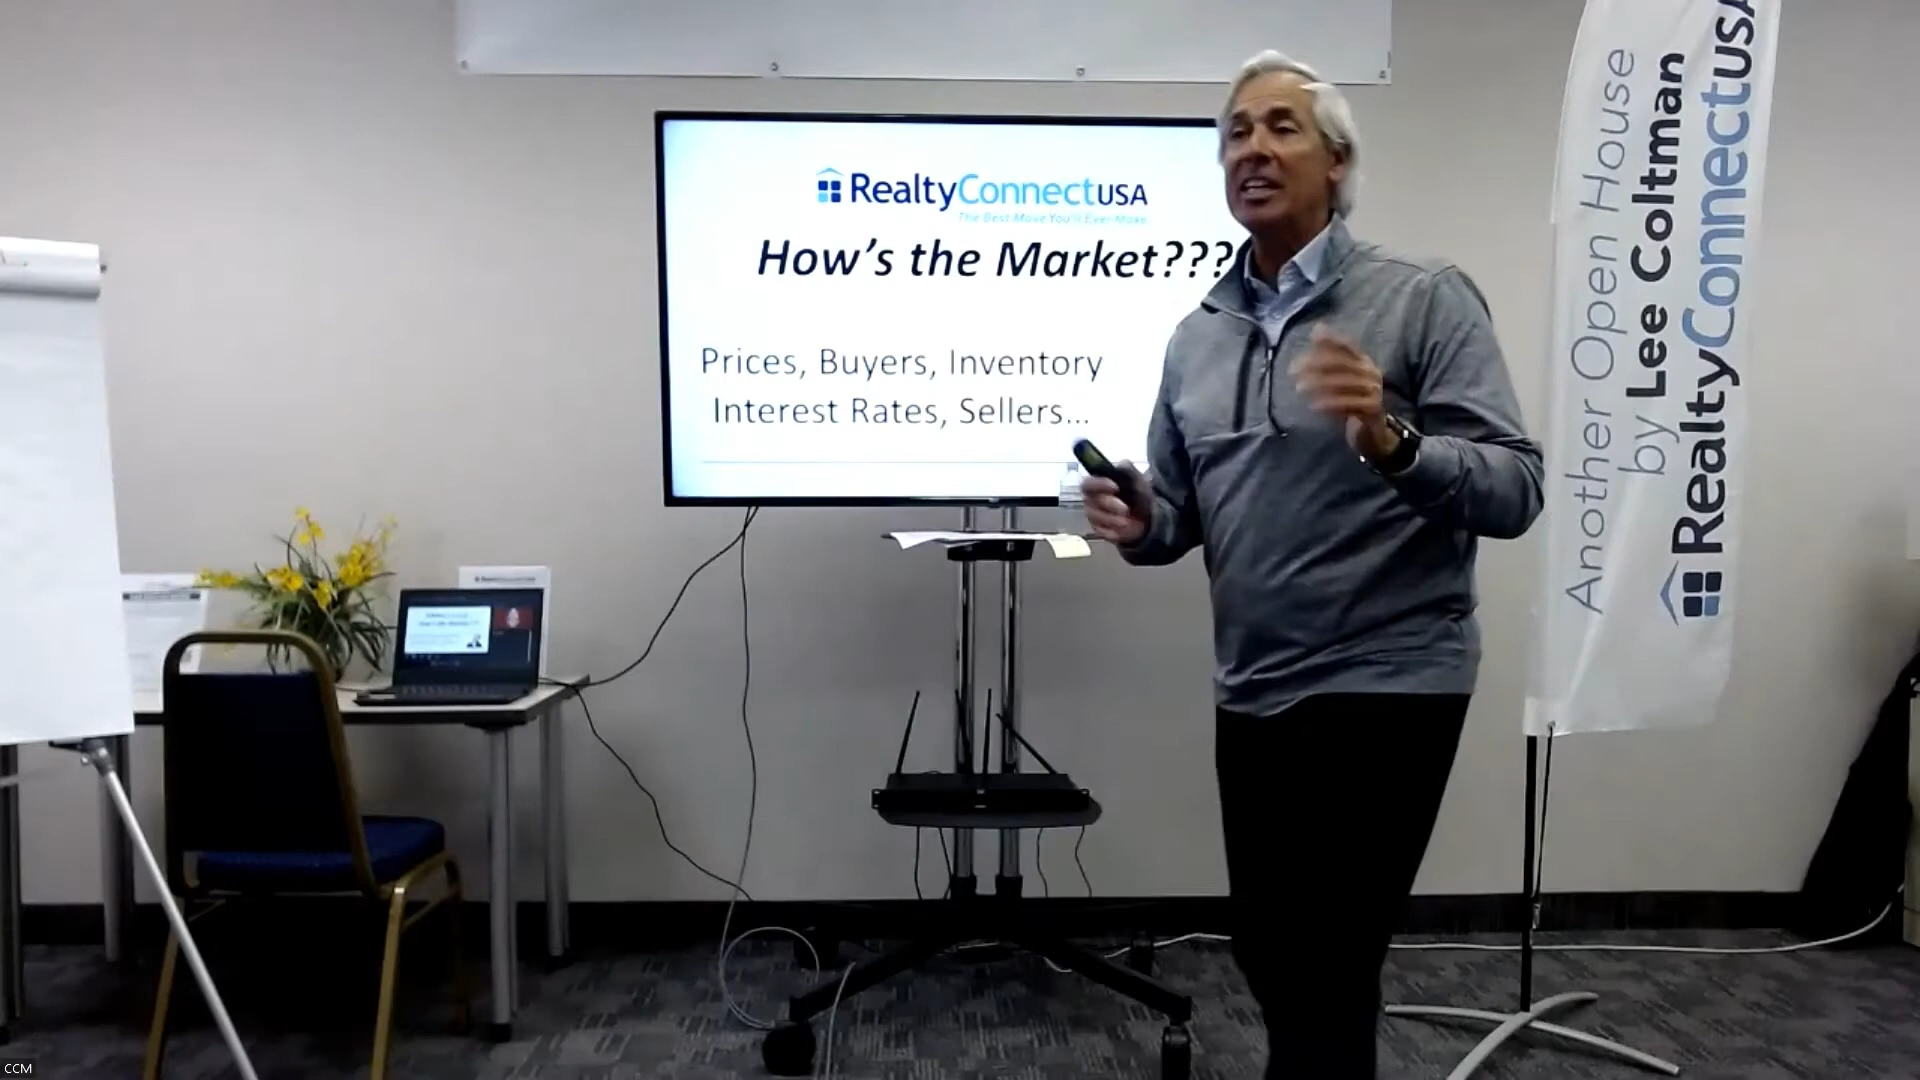 RealtyConnectUSA
The Best Move You'll Ever Make
How's the Market???
Prices, Buyers, Inventory
Interest Rates, Sellers...
Another Open House
by Lee Coltman
RealtyConnectUSA
CCM